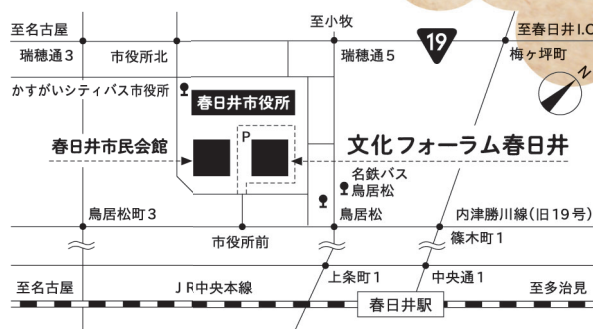 至名古屋
至小牧
19
至春日井I.C
瑞穂通3
市役所北
瑞穂通5
梅ヶ坪町
N
かすがいシティバス市役所
春日井市役所
P
春日井市民会館
文化フォーラム春日井
名鉄バス
鳥居松
鳥居松町3
鳥居松
内津勝川線(旧19号)
市役所前
篠木町1
上条町1
中央通1
至名古屋
JR中央本線
至多治見
春日井駅